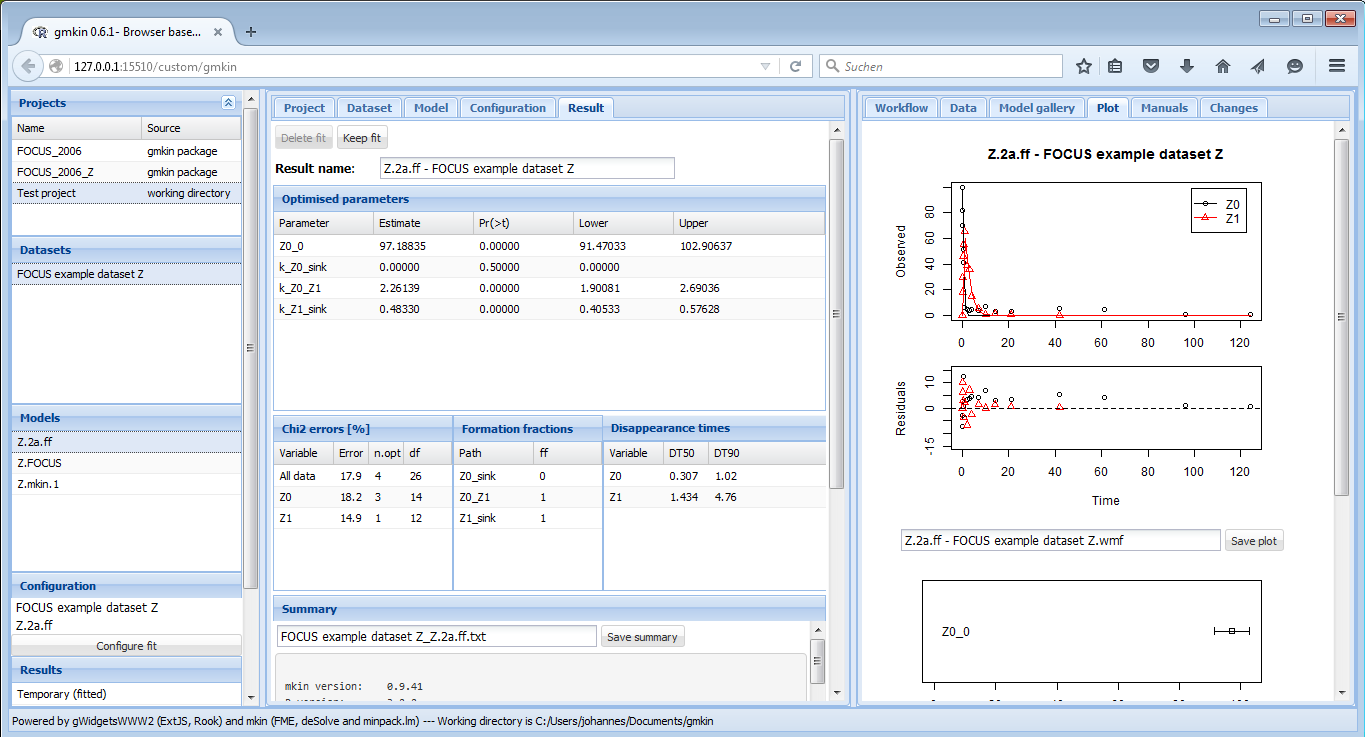 gmkin 0.6.1 - Browser base...
127.0.0.1:15510/custom/gmkin
Suchen
Projects
Name Source
FOCUS_2006 gmkin package
FOCUS_2006_Z gmkin package
Test project working directory
Datasets
FOCUS example dataset Z
Models
Z.2a.ff
Z.FOCUS
Z.mkin.1
Configuration
FOCUS example dataset Z
Z.2a.ff
Configure fit
Results
Temporary (fitted)
Project Dataset Model Configuration Result
Delete fit Keep fit
Result name: Z.2a.ff - FOCUS example dataset Z
Optimised parameters
Parameter Estimate Pr(>t) Lower Upper
Z0_0 97.18835 0.00000 91.47033 102.90637
k_Z0_sink 0.00000 0.50000 0.00000
k_Z0_Z1 2.26139 0.00000 1.90081 2.69036
k_Z1_sink 0.48330 0.00000 0.40533 0.57628
Chi2 errors [%]
Variable Error n.opt df
All data 17.9 4 26
Z0 18.2 3 14
Z1 14.9 1 12
Formation fractions
Path ff
Z0_sink 0
Z0_Z1 1
Z1_sink 1
Disappearance times
Variable DT50 DT90
Z0 0.307 1.02
Z1 1.434 4.76
Summary
FOCUS example dataset Z_Z.2a.ff.txt Save summary
mkin version: 0.9.41
Workflow Data Model gallery Plot Manuals Changes
Z.2a.ff - FOCUS example dataset Z
Z0
Z1
Observed
80
60
40
20
0
0 20 40 60 80 100 120
Residuals
10
0
-15
0 20 40 60 80 100 120
Time
Z.2a.ff - FOCUS example dataset Z.wmf Save plot
Z0_0
Powered by gWidgetsWWW2 (ExtJS, Rook) and mkin (FME, deSolve and minpack.lm) --- Working directory is C:/Users/johannes/Documents/gmkin